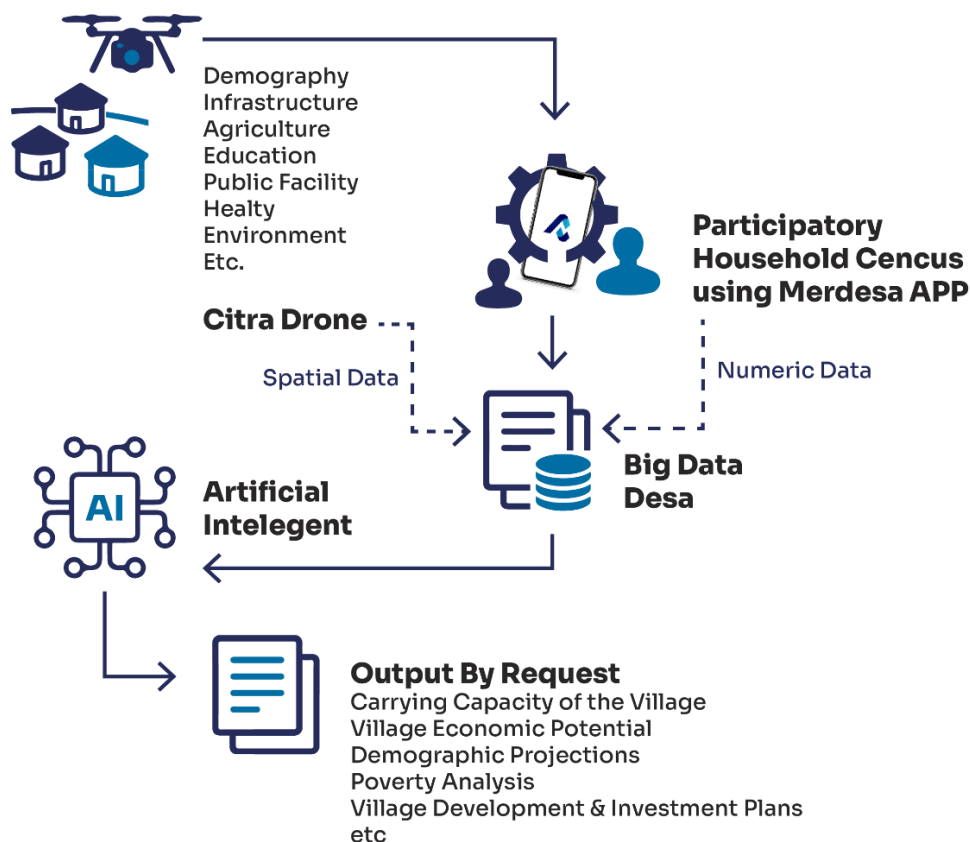 Demography
Infrastructure
Agriculture
Education
Public Facility
Healty
Environment
Etc.
Participatory
Household Cencus
using Merdesa APP
Citra Drone
Spatial Data
Numeric Data
Big Data
Desa
AI
Artificial
Intelegent
Output By Request
Carrying Capacity of the Village
Village Economic Potential
Demographic Projections
Poverty Analysis
Village Development & Investment Plans
etc